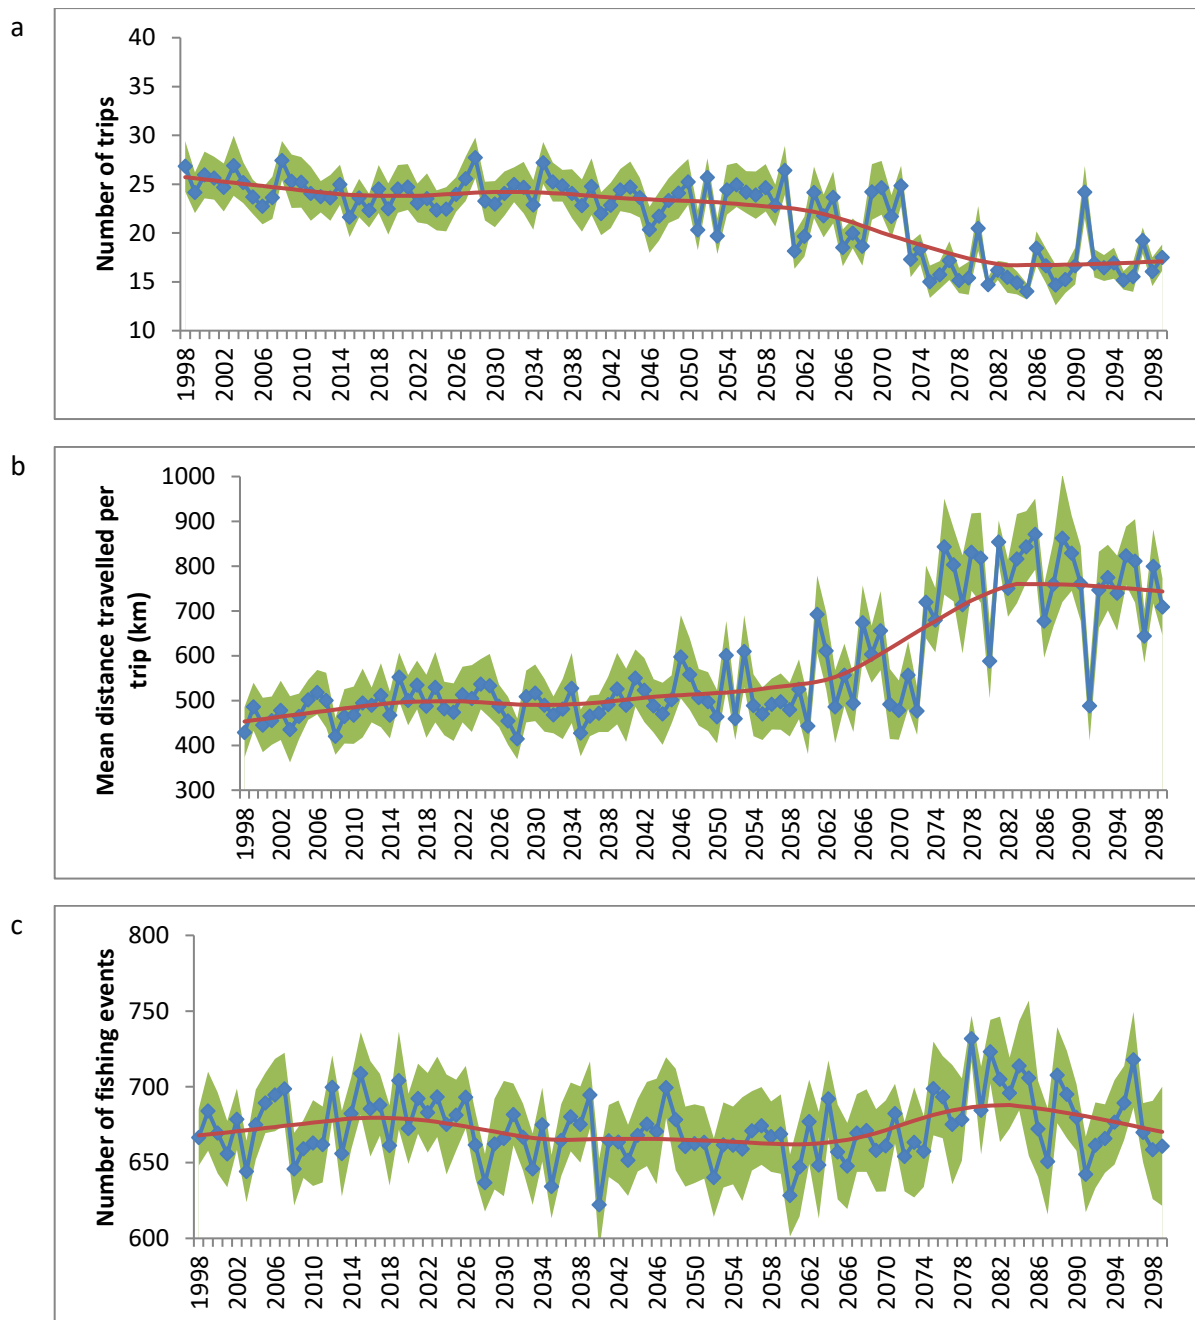 a
Number of trips
40
35
30
25
20
15
10
1998 2002 2006 2010 2014 2018 2022 2026 2030 2034 2038 2042 2046 2050 2054 2058 2062 2066 2070 2074 2078 2082 2086 2090 2094 2098
b
Mean distance travelled per
trip (km)
1000
900
800
700
600
500
400
300
1998 2002 2006 2010 2014 2018 2022 2026 2030 2034 2038 2042 2046 2050 2054 2058 2062 2066 2070 2074 2078 2082 2086 2090 2094 2098
c
Number of fishing events
800
750
700
650
600
1998 2002 2006 2010 2014 2018 2022 2026 2030 2034 2038 2042 2046 2050 2054 2058 2062 2066 2070 2074 2078 2082 2086 2090 2094 2098